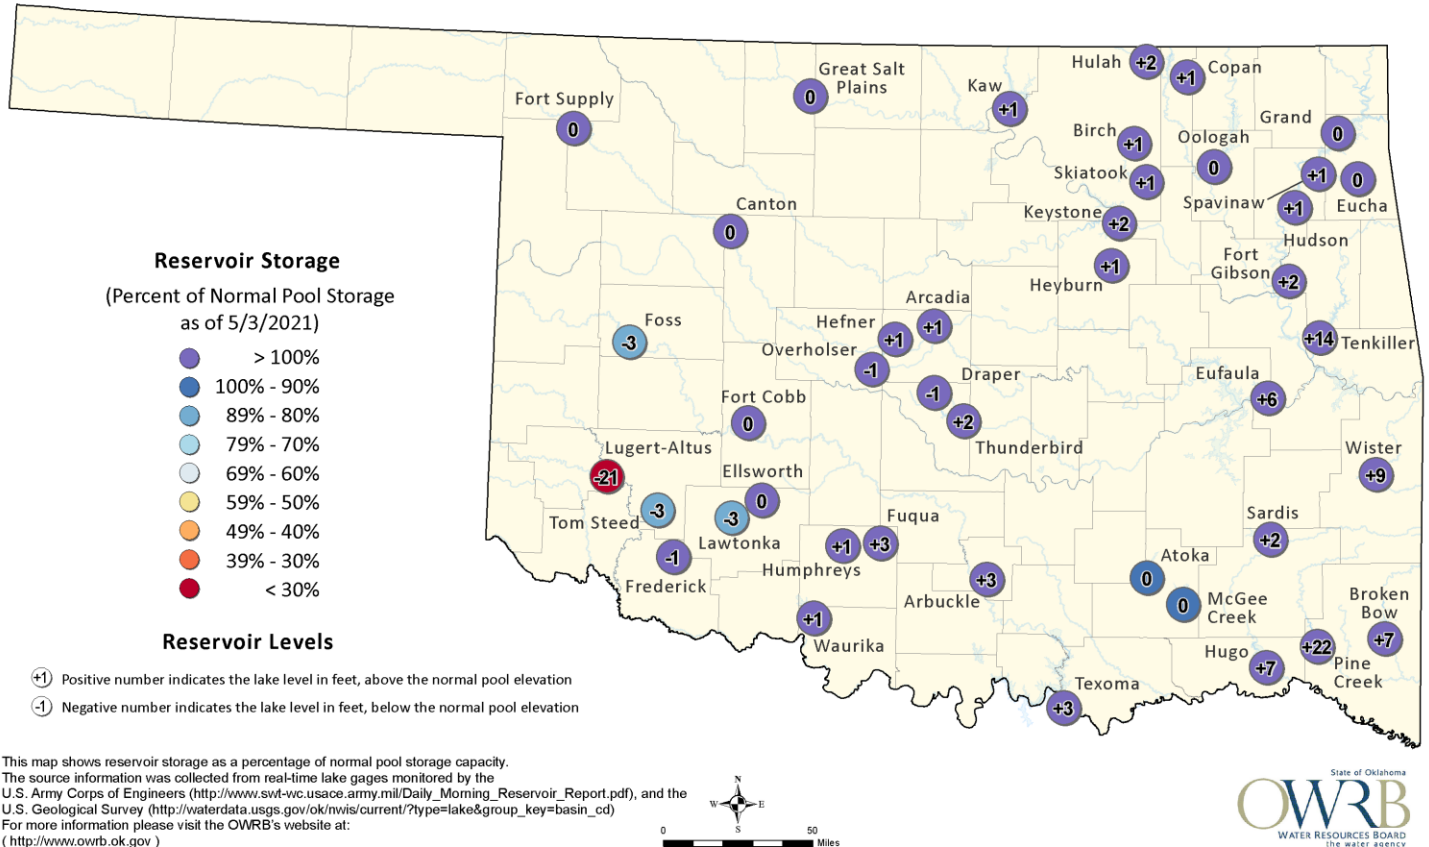 Hulah
+2
Copan
+1
Great Salt
Plains
0
Kaw
+1
Fort Supply
0
Grand
0
Birch
+1
Oologah
0
Skiatook
+1
Spavinaw
+1
0
Eucha
Canton
0
Keystone
+2
+1
Hudson
Heyburn
+1
Fort
Gibson
+2
Reservoir Storage
(Percent of Normal Pool Storage
as of 5/3/2021)
> 100%
100% - 90%
89% - 80%
79% - 70%
69% - 60%
59% - 50%
49% - 40%
39% - 30%
< 30%
Arcadia
+1
Foss
-3
Hefner
+1
Overholser
-1
+14
Tenkiller
Draper
-1
Eufaula
+6
Fort Cobb
0
+2
Thunderbird
Lugert-Altus
-21
Wister
+9
Ellsworth
0
Tom Steed
-3
-3
Lawtonka
Fuqua
+3
Sardis
+2
+1
Humphreys
-1
Frederick
Atoka
0
Arbuckle
+3
0
McGee
Creek
Broken
Bow
+7
+1
Waurika
Hugo
+7
+22
Pine
Creek
Texoma
+3
Reservoir Levels
+1 Positive number indicates the lake level in feet, above the normal pool elevation
-1 Negative number indicates the lake level in feet, below the normal pool elevation
This map shows reservoir storage as a percentage of normal pool storage capacity.
The source information was collected from real-time lake gages monitored by the
U.S. Army Corps of Engineers (http://www.swt-wc.usace.army.mil/Daily_Morning_Reservoir_Report.pdf), and the
U.S. Geological Survey (http://waterdata.usgs.gov/ok/nwis/current/?type=lake&group_key=basin_cd)
For more information please visit the OWRB's website at:
( http://www.owrb.ok.gov )
N
W E
S
0 50
Miles
State of Oklahoma
OWRB
WATER RESOURCES BOARD
the water agency